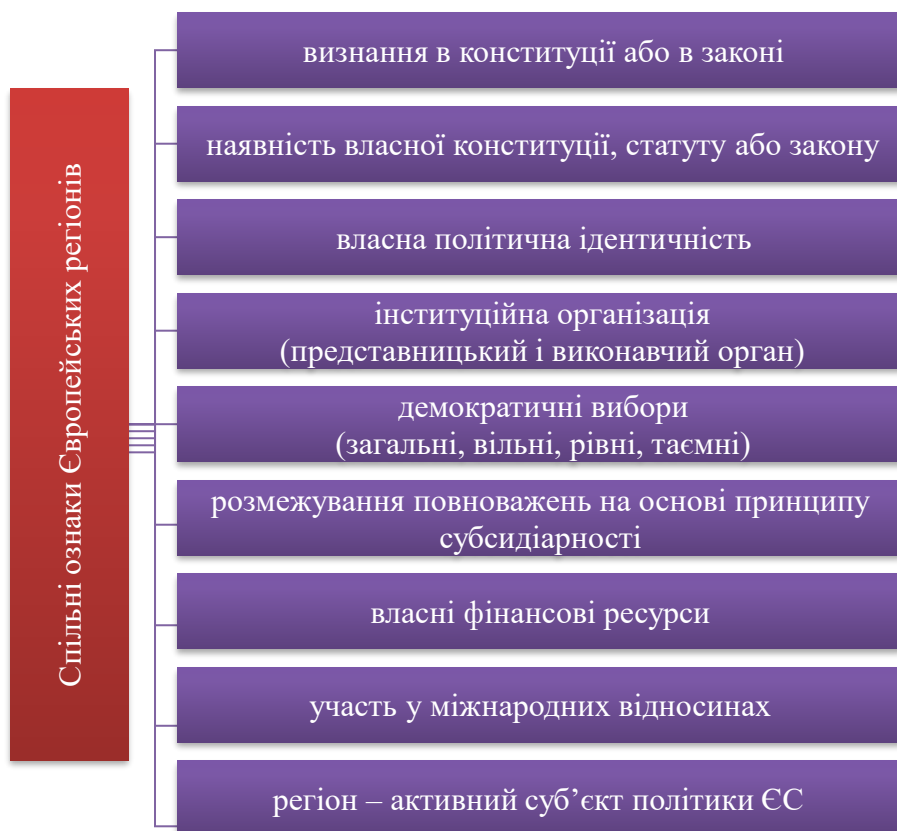 Спільні ознаки Європейських регіонів
визнання в конституції або в законі
наявність власної конституції, статуту або закону
власна політична ідентичність
інституційна організація
(представницький і виконавчий орган)
демократичні вибори
(загальні, вільні, рівні, таємні)
розмежування повноважень на основі принципу
субсидіарності
власні фінансові ресурси
участь у міжнародних відносинах
регіон – активний суб’єкт політики ЄС